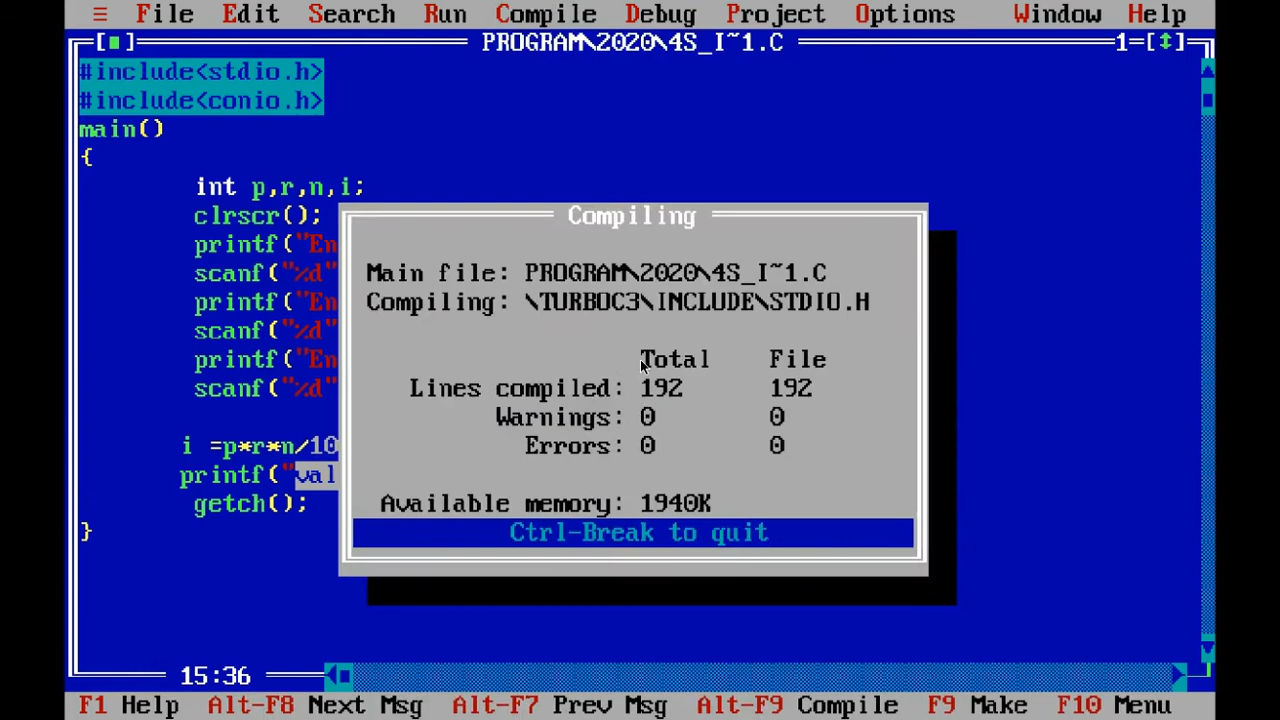 ≡ File Edit Search Run Compile Debug Project Options Window Help
[■] PROGRAM\2020\4S_I~1.C 1=[↕]
#include<stdio.h>
#include<conio.h>
main()
{
int p,r,n,i;
clrscr();
printf("En
scanf("%d"
printf("En
scanf("%d"
printf("En
scanf("%d"
i =p*r*n/10
printf("val
getch();
}
Compiling
Main file: PROGRAM\2020\4S_I~1.C
Compiling: \TURBOC3\INCLUDE\STDIO.H
Total File
Lines compiled: 192 192
Warnings: 0 0
Errors: 0 0
Available memory: 1940K
Ctrl-Break to quit
15:36
F1 Help Alt-F8 Next Msg Alt-F7 Prev Msg Alt-F9 Compile F9 Make F10 Menu